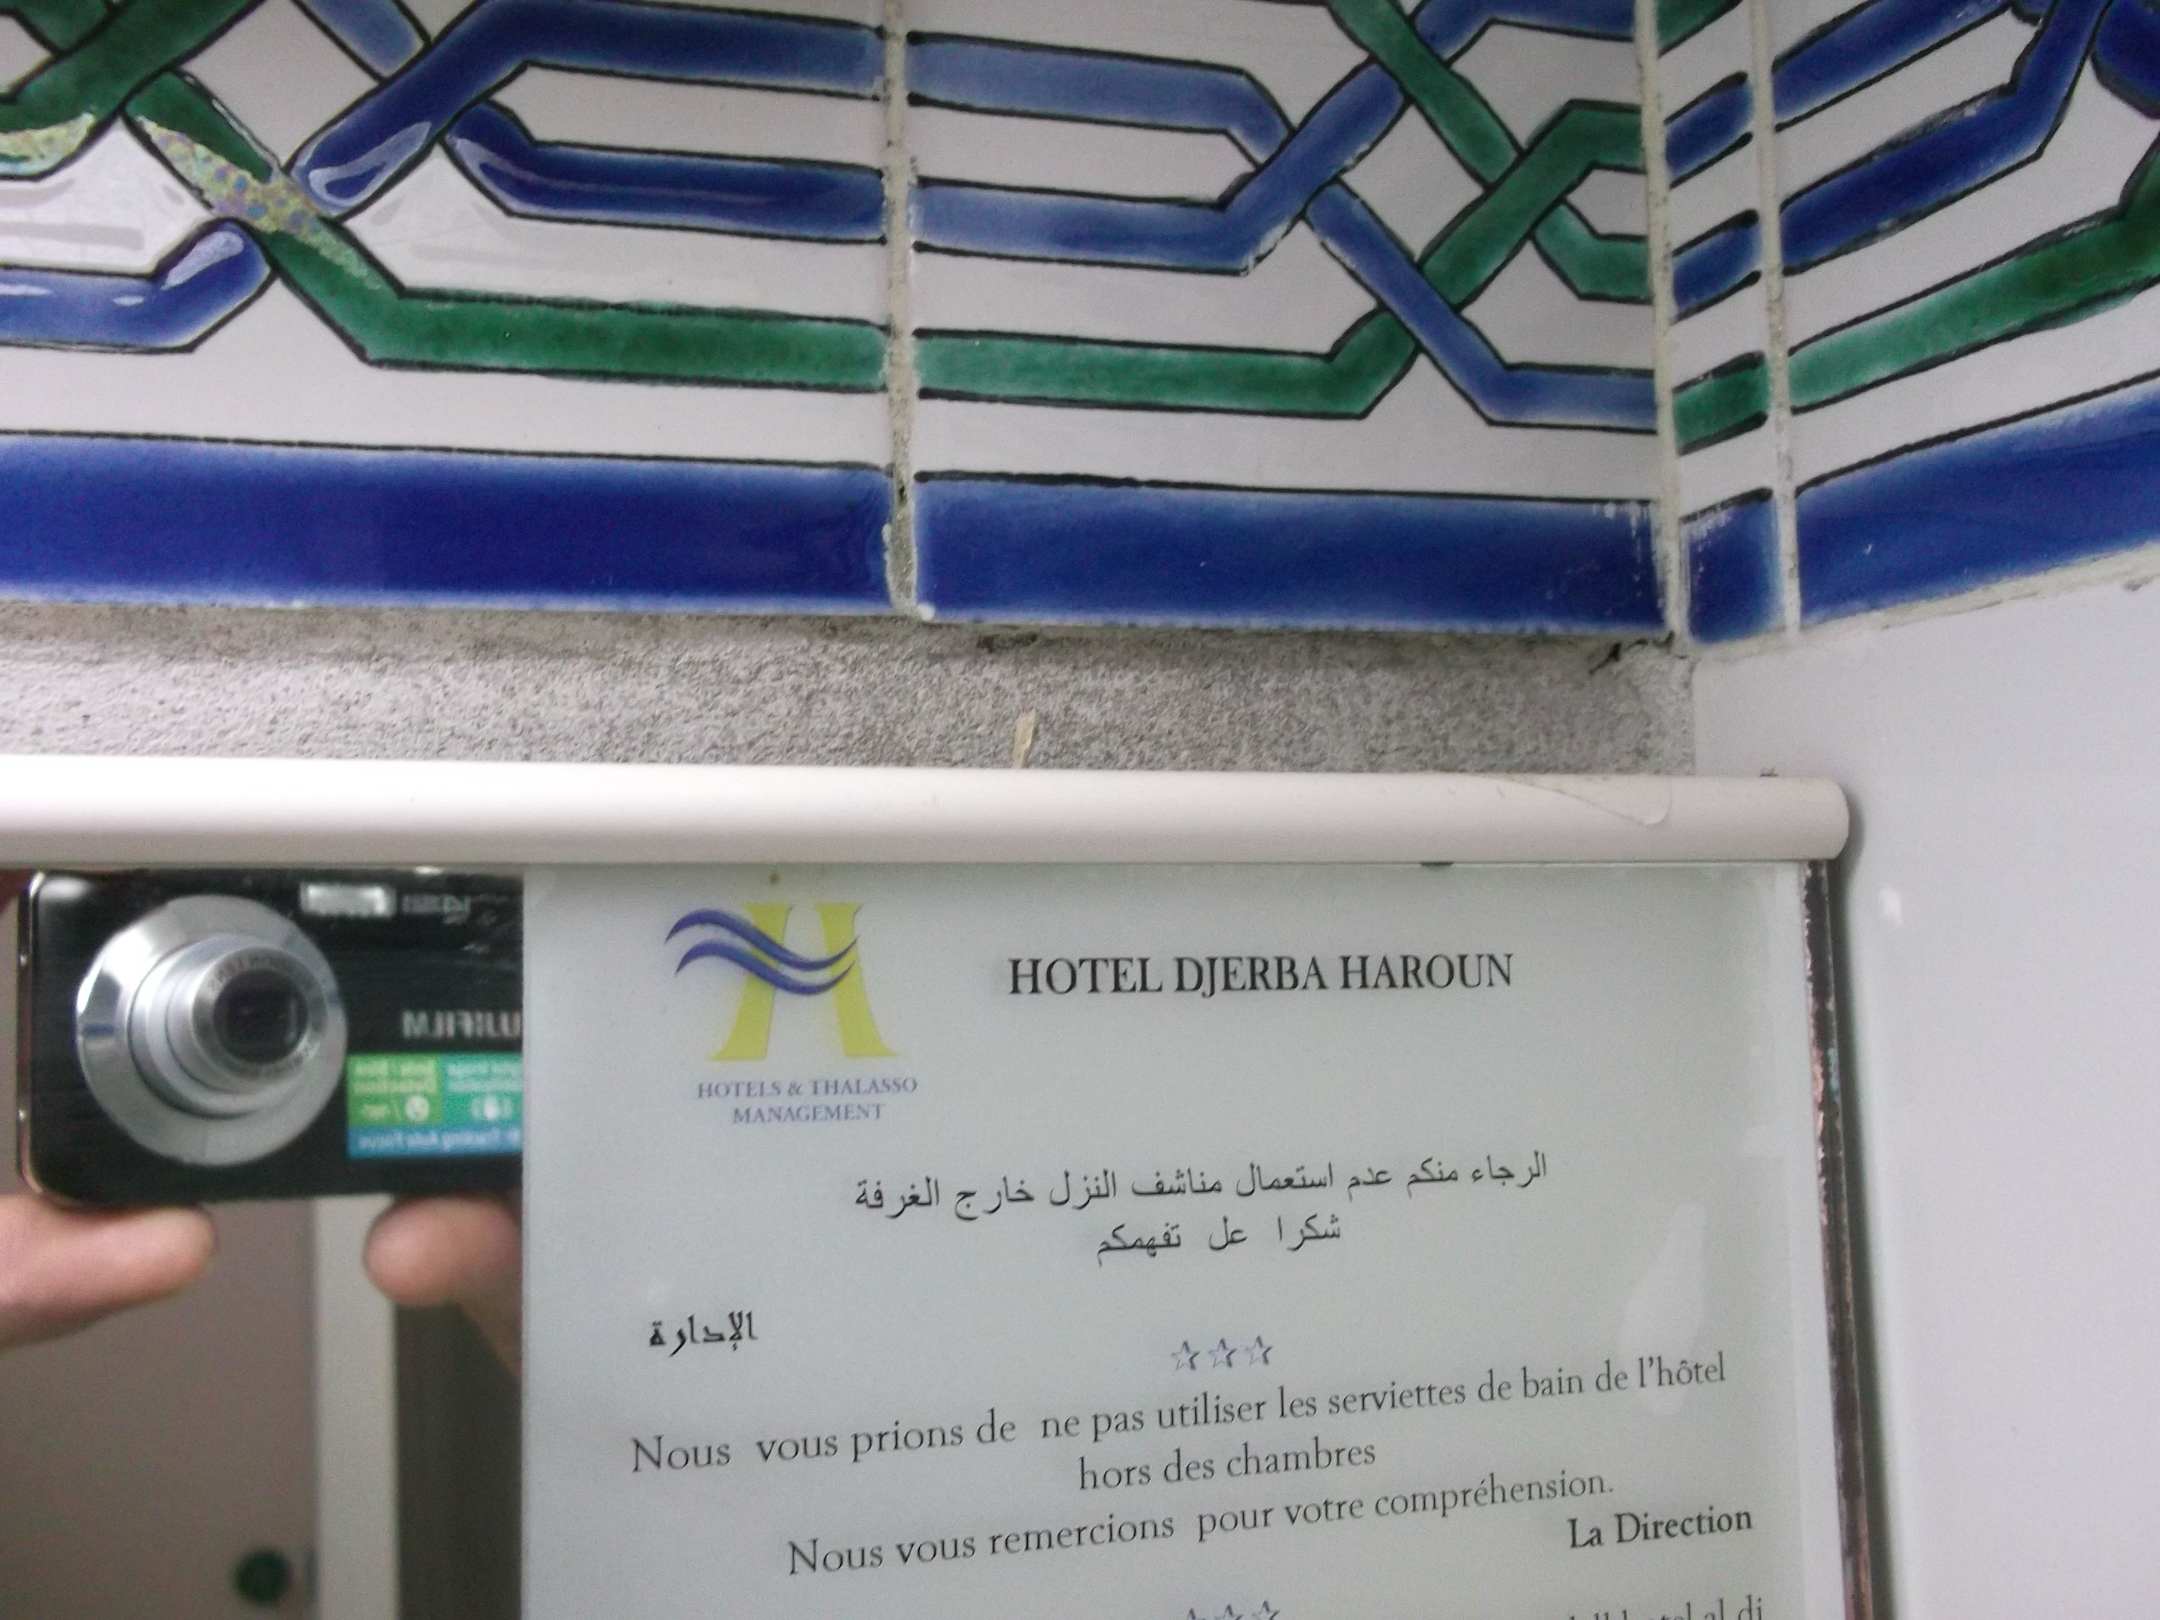 HOTEL DJERBA HAROUN
HOTELS & THALASSO
MANAGEMENT
الرجاء منكم عدم استعمال مناشف النزل خارج الغرفة
شكرا عل تفهمكم
الإدارة
☆☆☆
Nous vous prions de ne pas utiliser les serviettes de bain de l'hôtel
hors des chambres
Nous vous remercions pour votre compréhension.
La Direction
al di